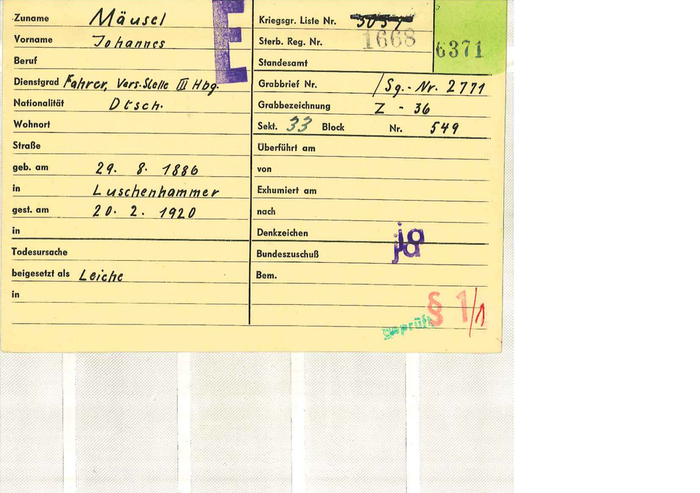 Zuname Mäusel
Vorname Johannes
Beruf
Dienstgrad Fahrer, Vers. Stelle III Hbg.
Nationalität Dtsch.
Wohnort
Straße
geb. am 29. 8. 1886
in Luschenhammer
gest. am 20. 2. 1920
in
Todesursache
beigesetzt als Leiche
in
E
Kriegsgr. Liste Nr.
Sterb. Reg. Nr. 1668
6371
Standesamt
Grabbrief Nr. /Sg.-Nr. 2771
Grabbezeichnung Z - 36
Sekt. 33 Block Nr. 549
Überführt am
von
Exhumiert am
nach
Denkzeichen ja
Bundeszuschuß ja
Bem.
§ 1/1
geprüft